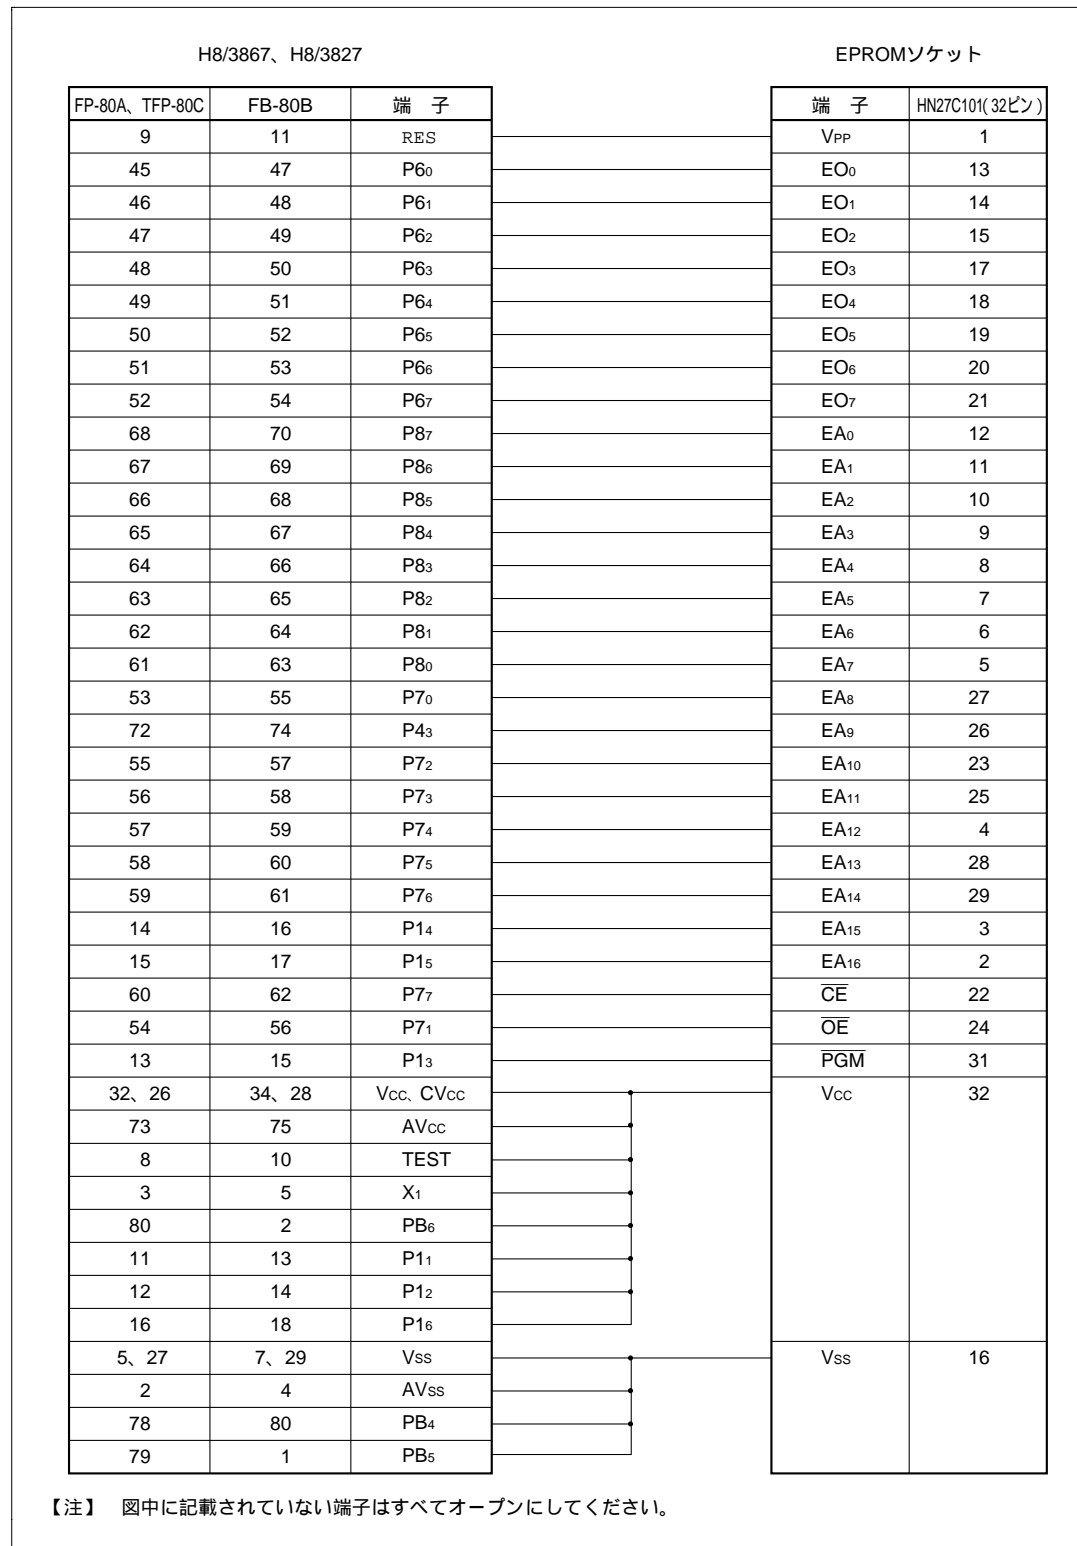 H8/3867、H8/3827 EPROMソケット
FP-80A、TFP-80C FB-80B 端 子 端 子 HN27C101(32ピン)
9 11 RES VPP 1
45 47 P60 EO0 13
46 48 P61 EO1 14
47 49 P62 EO2 15
48 50 P63 EO3 17
49 51 P64 EO4 18
50 52 P65 EO5 19
51 53 P66 EO6 20
52 54 P67 EO7 21
68 70 P87 EA0 12
67 69 P86 EA1 11
66 68 P85 EA2 10
65 67 P84 EA3 9
64 66 P83 EA4 8
63 65 P82 EA5 7
62 64 P81 EA6 6
61 63 P80 EA7 5
53 55 P70 EA8 27
72 74 P43 EA9 26
55 57 P72 EA10 23
56 58 P73 EA11 25
57 59 P74 EA12 4
58 60 P75 EA13 28
59 61 P76 EA14 29
14 16 P14 EA15 3
15 17 P15 EA16 2
60 62 P77 CE 22
54 56 P71 OE 24
13 15 P13 PGM 31
32、26 34、28 Vcc、CVcc Vcc 32
73 75 AVcc
8 10 TEST
3 5 X1
80 2 PB6
11 13 P11
12 14 P12
16 18 P16
5、27 7、29 Vss Vss 16
2 4 AVss
78 80 PB4
79 1 PB5
【注】 図中に記載されていない端子はすべてオープンにしてください。